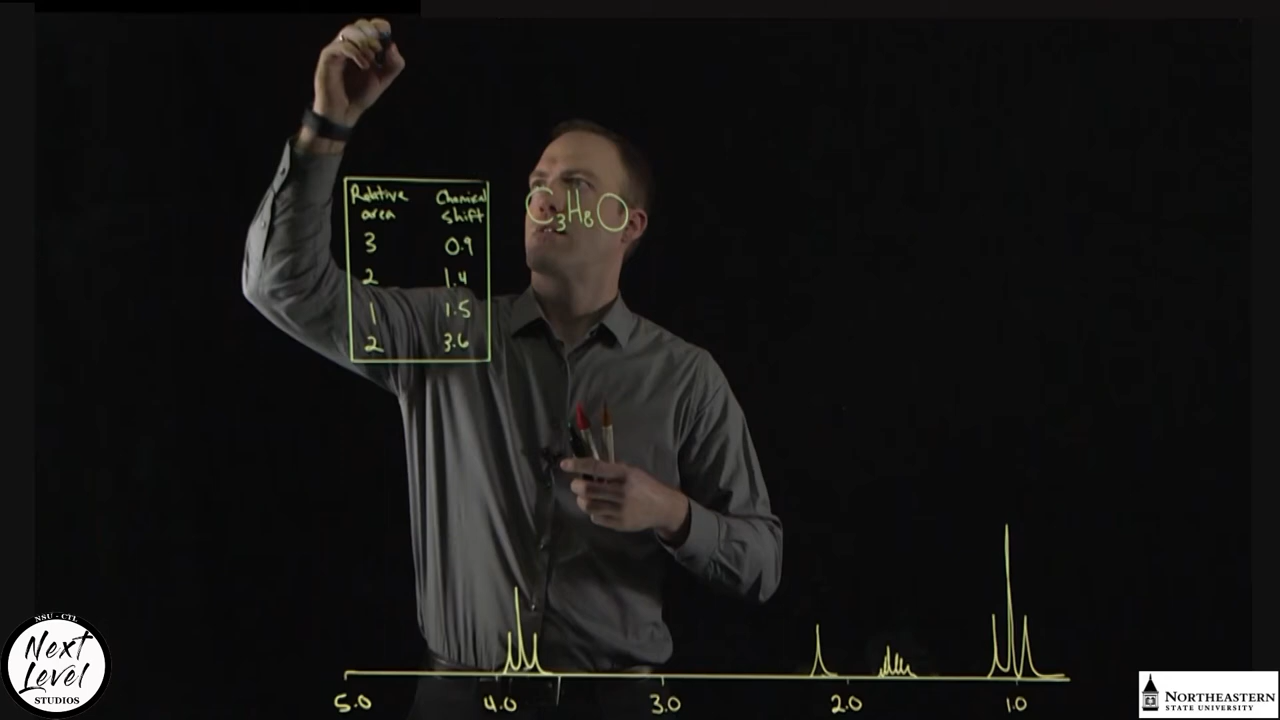 Relative Chemical
area shift
3 0.9
2 1.4
1 1.5
2 3.6
C3H8O
5.0 4.0 3.0 2.0 1.0
NSU - CTL
Next
Level
STUDIOS
NORTHEASTERN
STATE UNIVERSITY